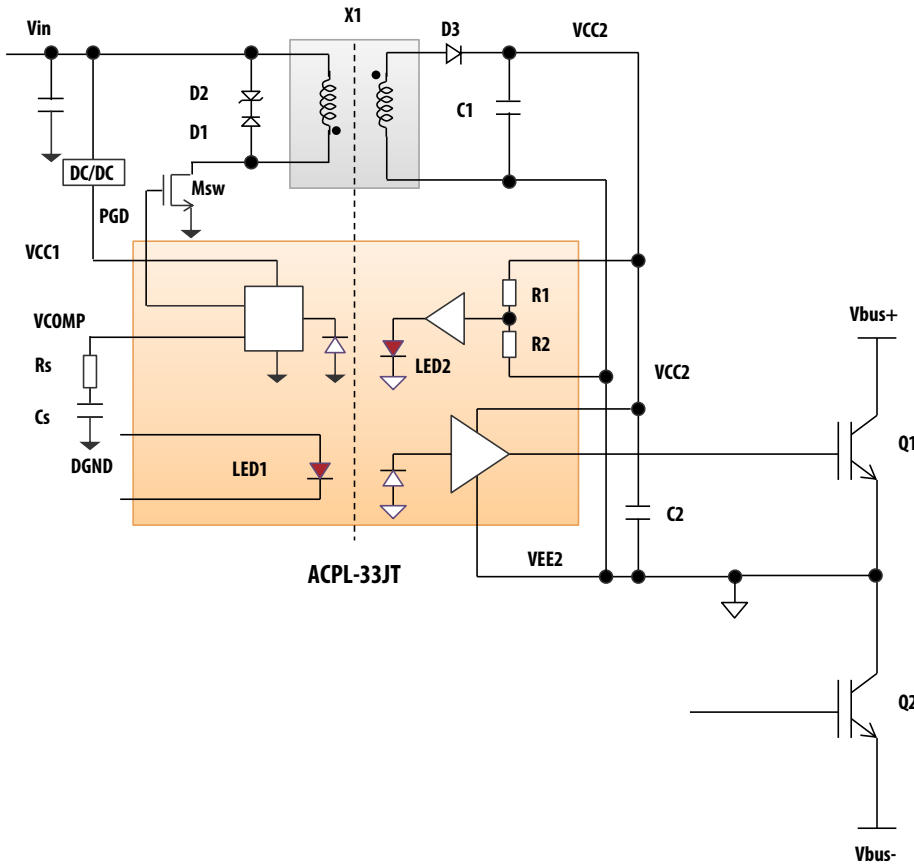 X1
Vin
D3
VCC2
D2
C1
D1
DC/DC
Msw
PGD
VCC1
R1
Vbus+
VCOMP
R2
LED2
Rs
VCC2
Cs
Q1
DGND
LED1
C2
VEE2
ACPL-33JT
Q2
Vbus-